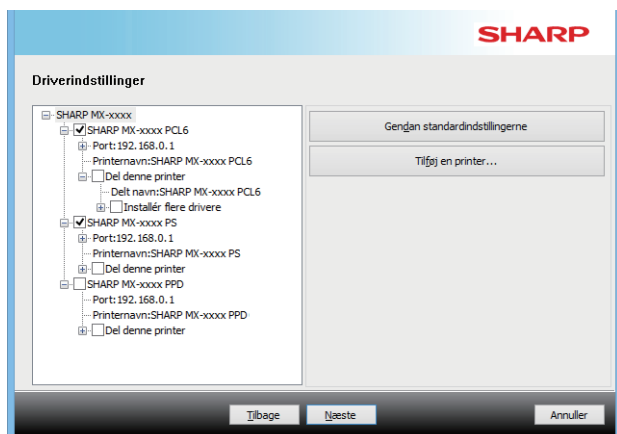 SHARP
Driverindstillinger
SHARP MX-xxxx
SHARP MX-xxxx PCL6
Port:192.168.0.1
Printernavn:SHARP MX-xxxx PCL6
Del denne printer
Delt navn:SHARP MX-xxxx PCL6
Installér flere drivere
SHARP MX-xxxx PS
Port:192.168.0.1
Printernavn:SHARP MX-xxxx PS
Del denne printer
SHARP MX-xxxx PPD
Port:192.168.0.1
Printernavn:SHARP MX-xxxx PPD
Del denne printer
Gendan standardindstillingerne
Tilføj en printer...
Tilbage
Næste
Annuller